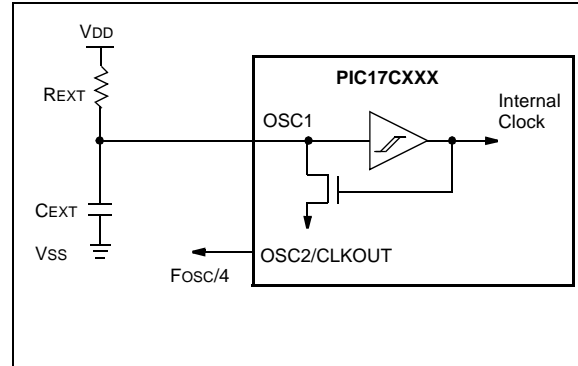 VDD
REXT
PIC17CXXX
Internal
Clock
OSC1
CEXT
VSS
OSC2/CLKOUT
FOSC/4